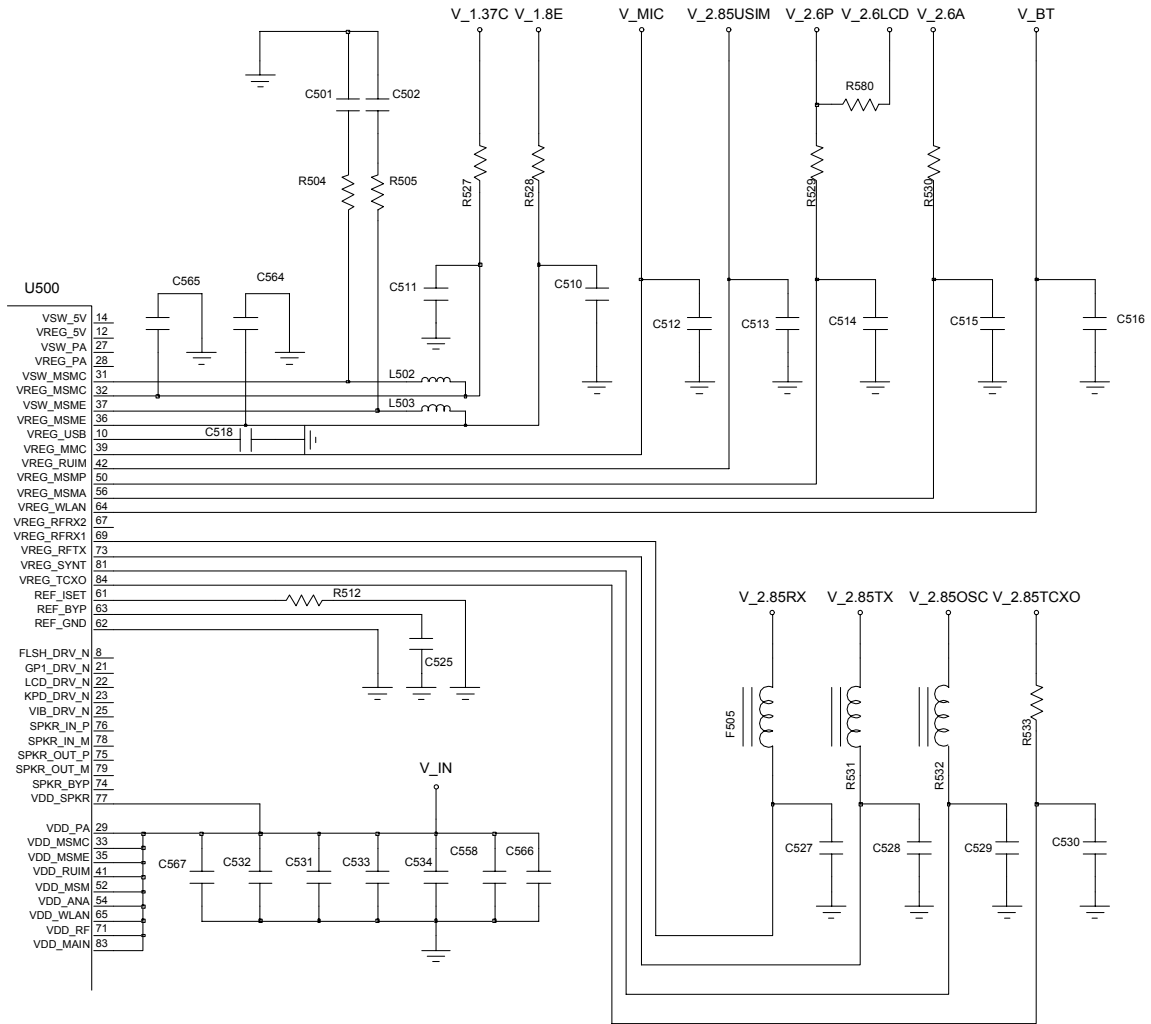 V_1.37C V_1.8E V_MIC V_2.85USIM V_2.6P V_2.6LCD V_2.6A V_BT
R580
C501 C502
R504 R505 R527 R528 R529 R530
C565 C564 C511 C510
U500
C512 C513 C514 C515 C516
VSW_5V 14
VREG_5V 12
VSW_PA 27
VREG_PA 28
VSW_MSMC 31
L502
VREG_MSMC 32
VSW_MSME 37
L503
VREG_MSME 36
VREG_USB 10
C518
VREG_MMC 39
VREG_RUIM 42
VREG_MSMP 50
VREG_MSMA 56
VREG_WLAN 64
VREG_RFRX2 67
VREG_RFRX1 69
VREG_RFTX 73
VREG_SYNT 81
VREG_TCXO 84
REF_ISET 61
R512
REF_BYP 63
REF_GND 62
C525
V_2.85RX V_2.85TX V_2.85OSC V_2.85TCXO
FLSH_DRV_N 8
GP1_DRV_N 21
LCD_DRV_N 22
KPD_DRV_N 23
VIB_DRV_N 25
SPKR_IN_P 76
SPKR_IN_M 78
SPKR_OUT_P 75
SPKR_OUT_M 79
SPKR_BYP 74
VDD_SPKR 77
F505 R531 R532 R533
V_IN
VDD_PA 29
VDD_MSMC 33
VDD_MSME 35
VDD_RUIM 41
VDD_MSM 52
VDD_ANA 54
VDD_WLAN 65
VDD_RF 71
VDD_MAIN 83
C567 C532 C531 C533 C534 C558 C566
C527 C528 C529 C530